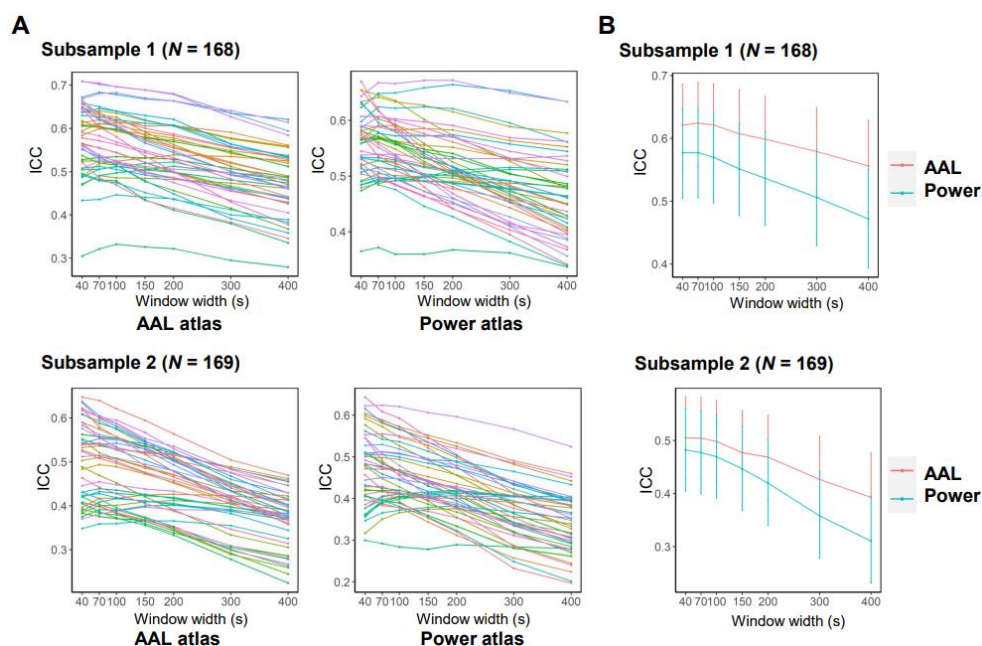 A
B
Subsample 1 (N = 168)
Subsample 1 (N = 168)
ICC
0.7
0.6
0.5
0.4
0.3
40 70 100 150 200 300 400
Window width (s)
AAL atlas
ICC
0.6
0.5
0.4
40 70 100 150 200 300 400
Window width (s)
Power atlas
ICC
0.7
0.6
0.5
0.4
40 70 100 150 200 300 400
Window width (s)
AAL
Power
Subsample 2 (N = 169)
Subsample 2 (N = 169)
ICC
0.6
0.5
0.4
0.3
40 70 100 150 200 300 400
Window width (s)
AAL atlas
ICC
0.6
0.5
0.4
0.3
0.2
40 70 100 150 200 300 400
Window width (s)
Power atlas
ICC
0.5
0.4
0.3
40 70 100 150 200 300 400
Window width (s)
AAL
Power